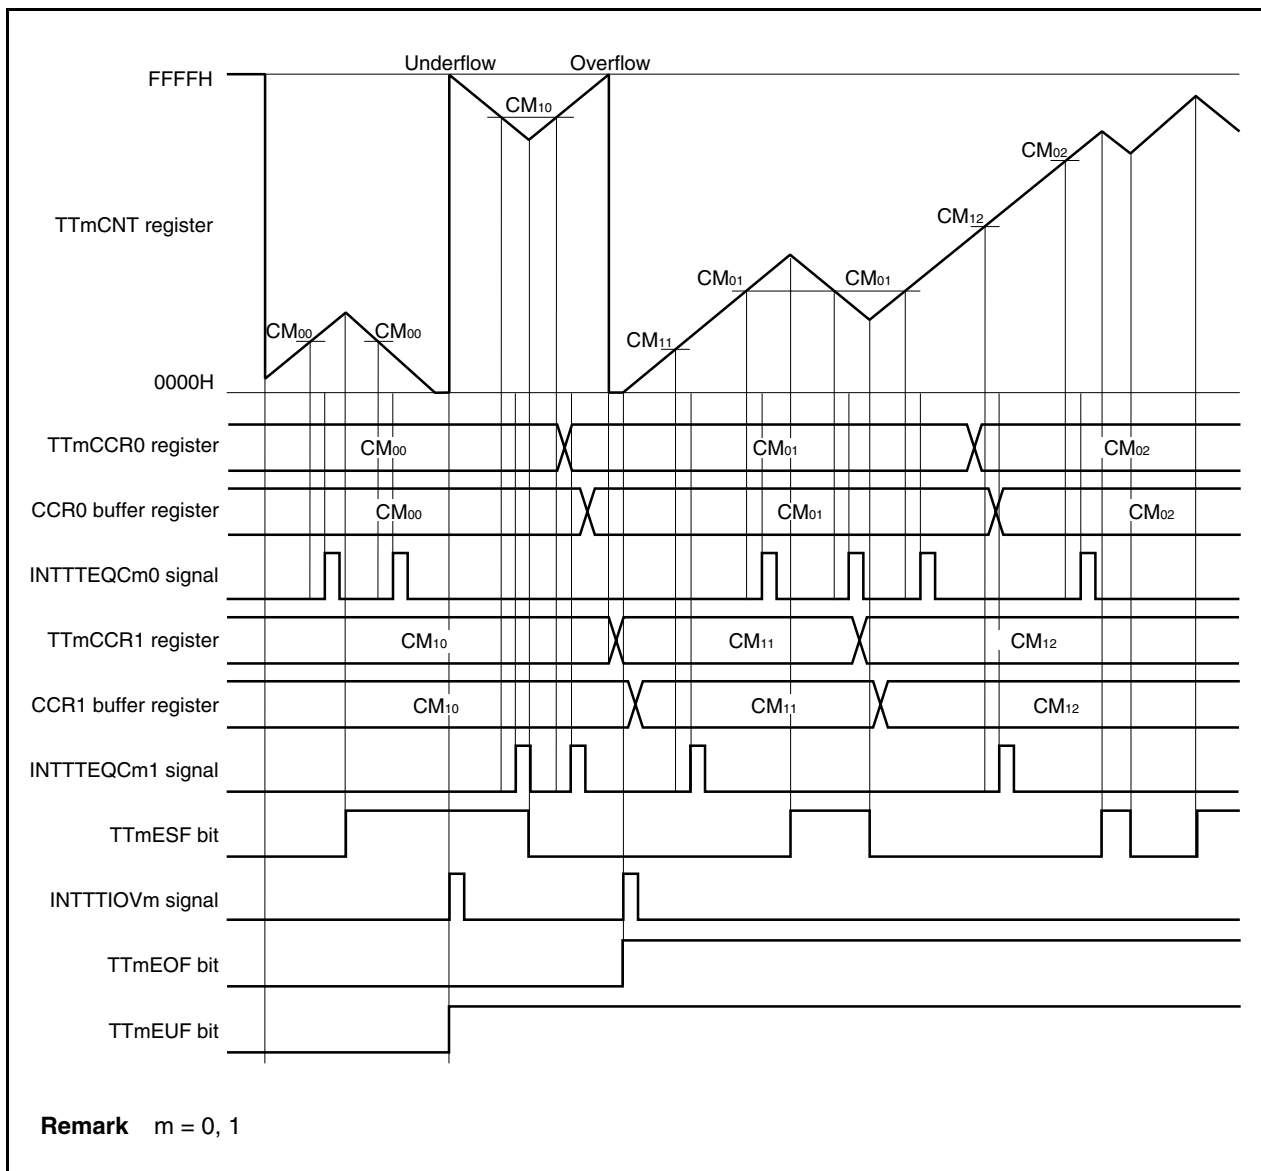 Underflow Overflow
FFFFH
CM10
CM02
TTmCNT register
CM12
CM01 CM01
CM00 CM00
CM11
0000H
TTmCCR0 register
CM00 CM01 CM02
CCR0 buffer register
CM00 CM01 CM02
INTTTEQCm0 signal
TTmCCR1 register
CM10 CM11 CM12
CCR1 buffer register
CM10 CM11 CM12
INTTTEQCm1 signal
TTmESF bit
INTTTIOVm signal
TTmEOF bit
TTmEUF bit
Remark m = 0, 1